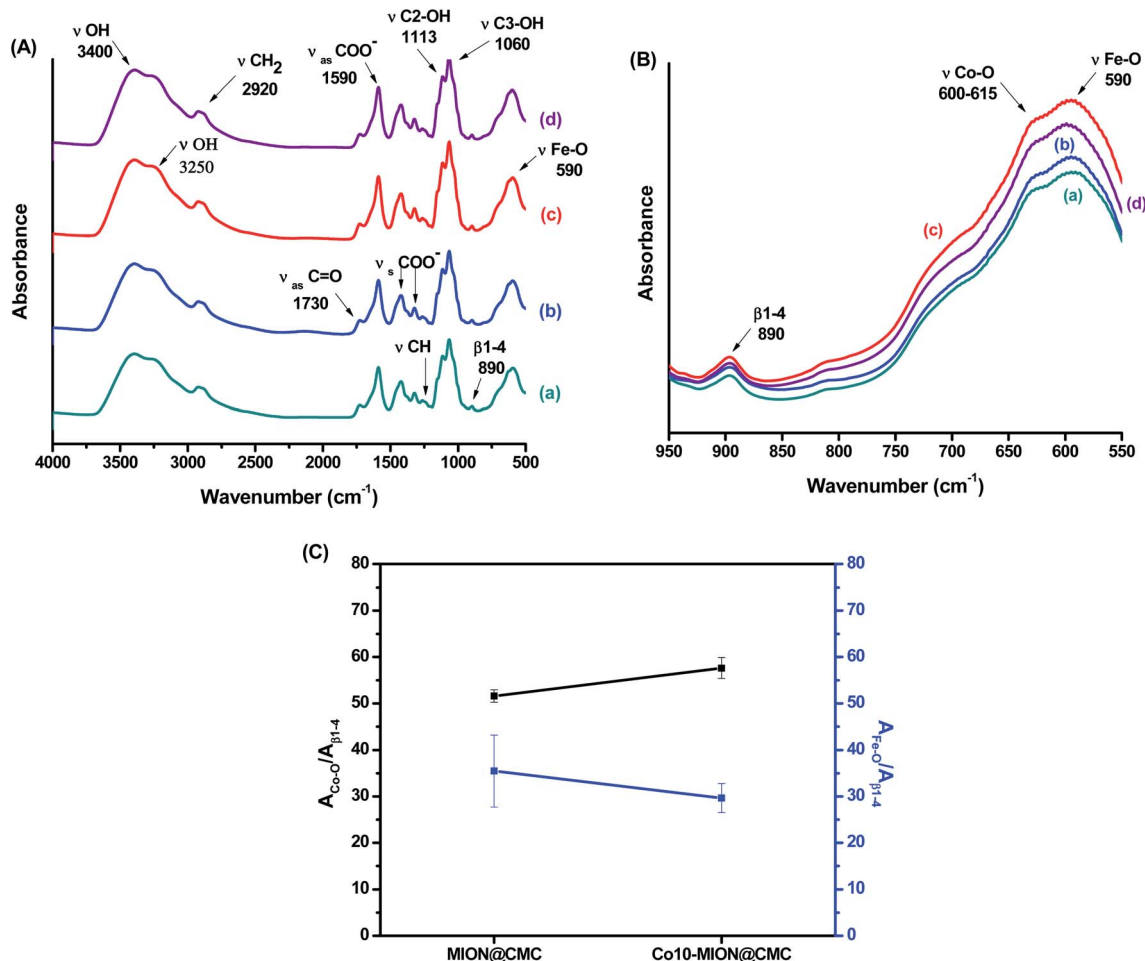 (A)
ν OH
3400
ν CH2
2920
ν as COO-
1590
ν C2-OH
1113
ν C3-OH
1060
(d)
ν OH
3250
ν Fe-O
590
(c)
ν as C=O
1730
ν s COO-
(b)
ν CH
β1-4
890
(a)
Absorbance
4000 3500 3000 2500 2000 1500 1000 500
Wavenumber (cm-1)
(B)
ν Co-O
600-615
ν Fe-O
590
(b)
(a)
(d)
(c)
β1-4
890
Absorbance
950 900 850 800 750 700 650 600 550
Wavenumber (cm-1)
(C)
80
70
60
50
40
30
20
10
0
ACo-O/Aβ1-4
80
70
60
50
40
30
20
10
0
AFe-O/Aβ1-4
MION@CMC Co10-MION@CMC